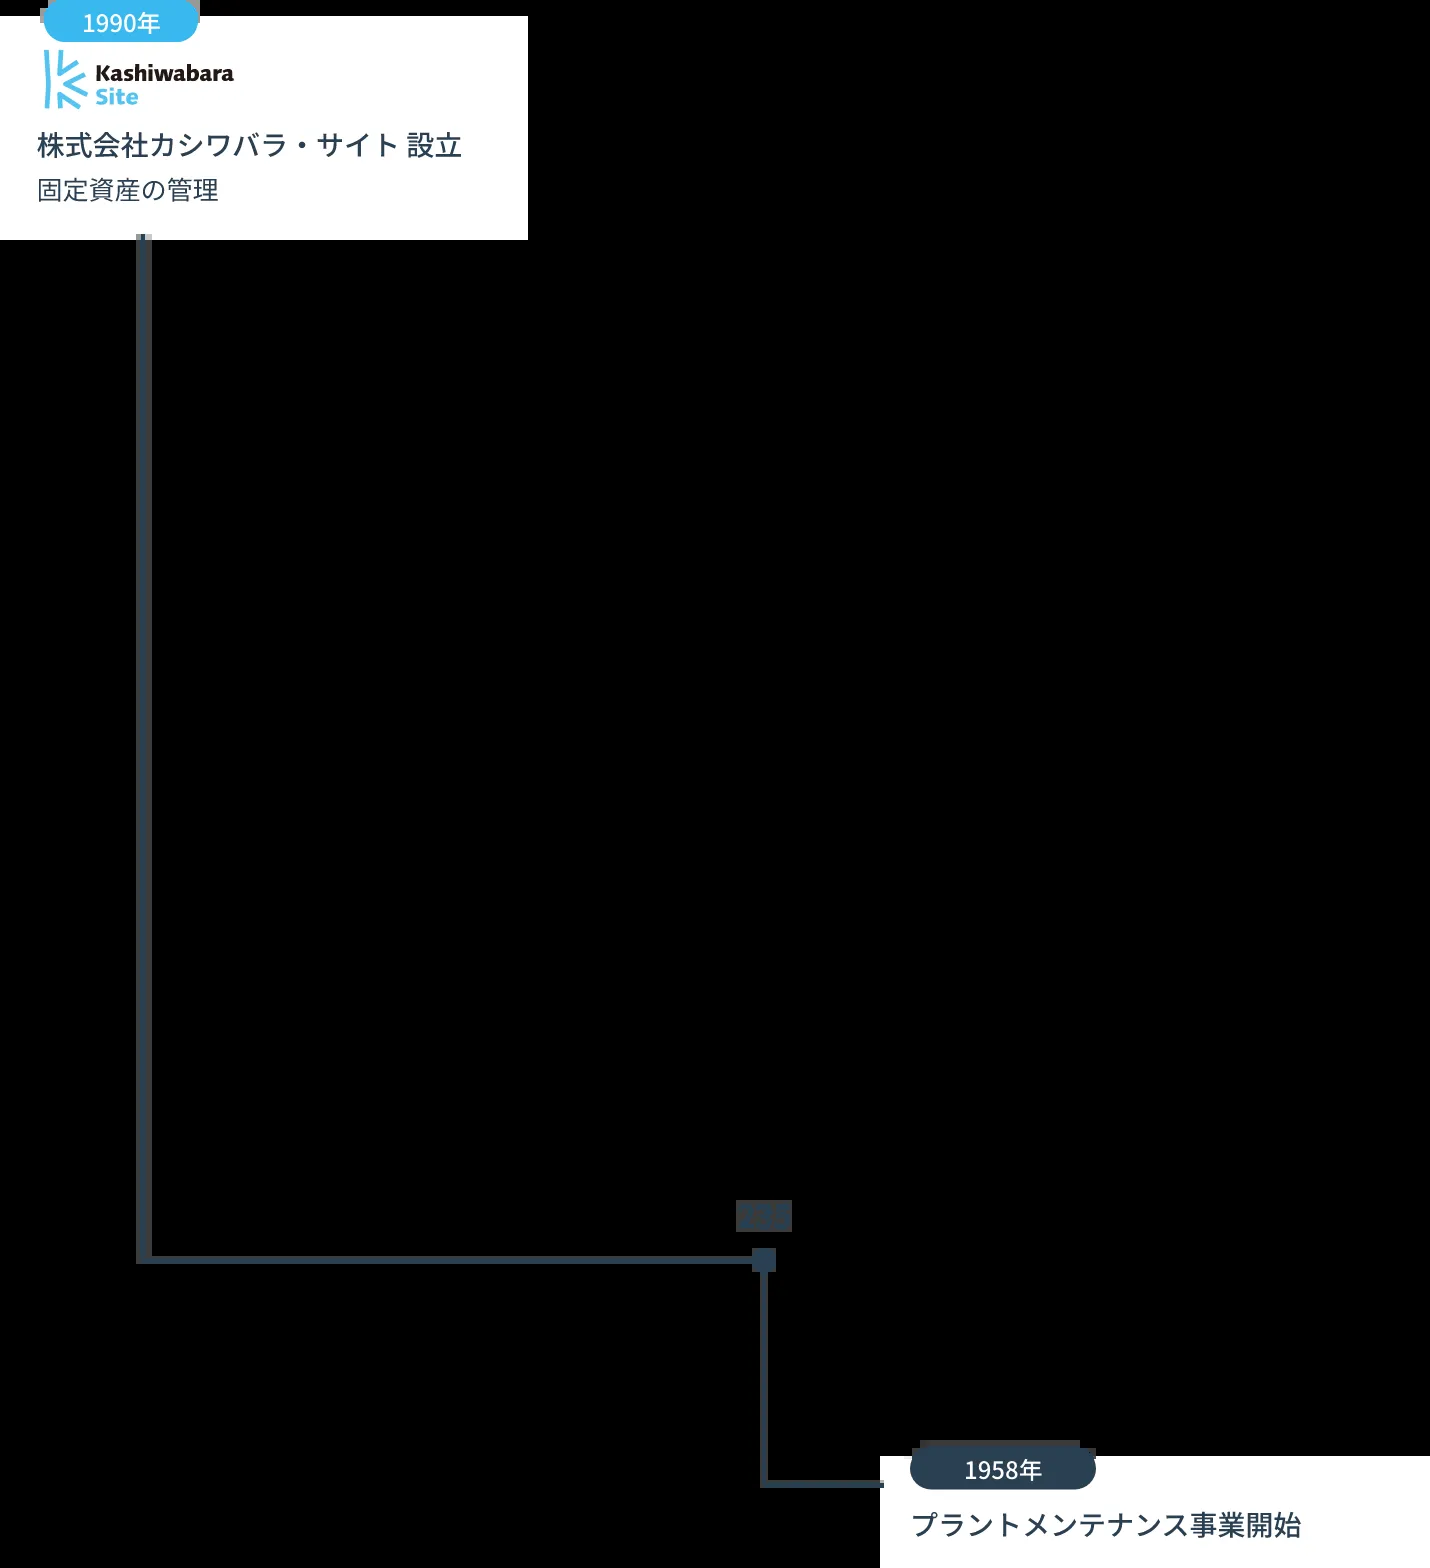 1990年
Kashiwabara
Site
株式会社カシワバラ・サイト 設立
固定資産の管理
235
1958年
プラントメンテナンス事業開始